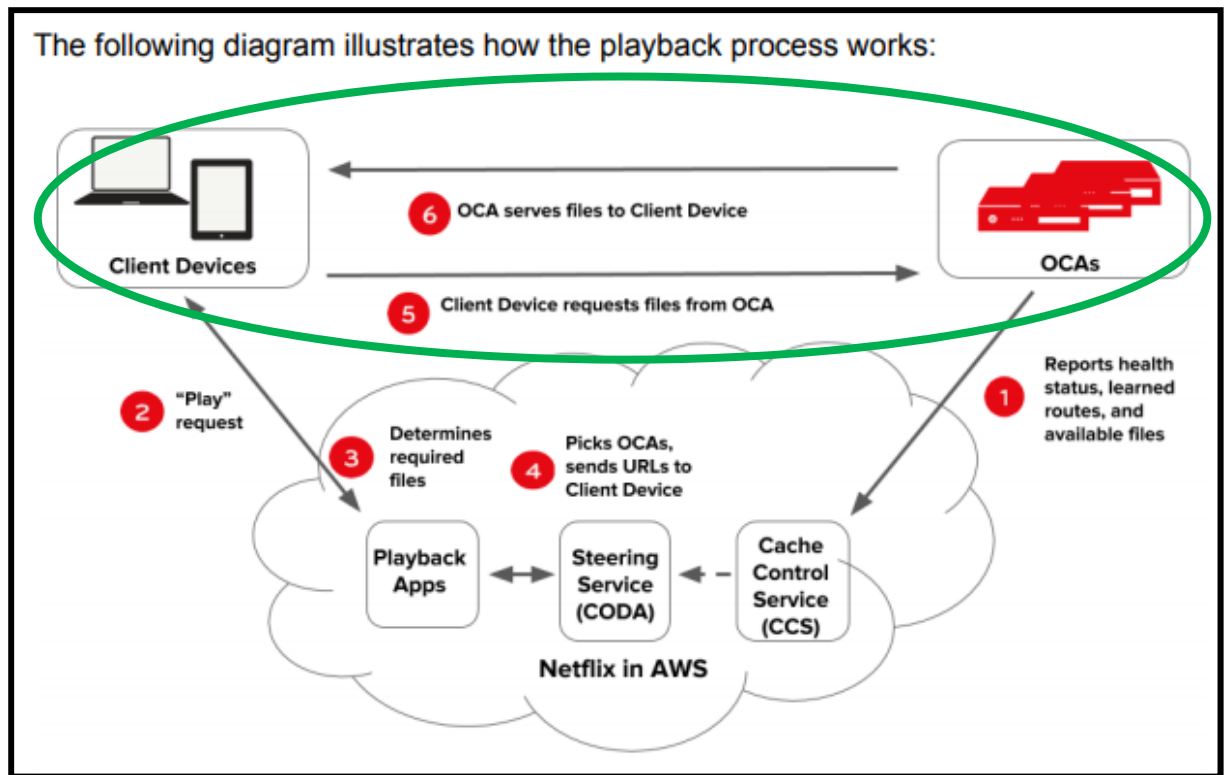 The following diagram illustrates how the playback process works:
6 OCA serves files to Client Device
Client Devices
OCAs
5 Client Device requests files from OCA
2 “Play”
request
1 Reports health
status, learned
routes, and
available files
3 Determines
required
files
4 Picks OCAs,
sends URLs to
Client Device
Playback
Apps
Steering
Service
(CODA)
Cache
Control
Service
(CCS)
Netflix in AWS